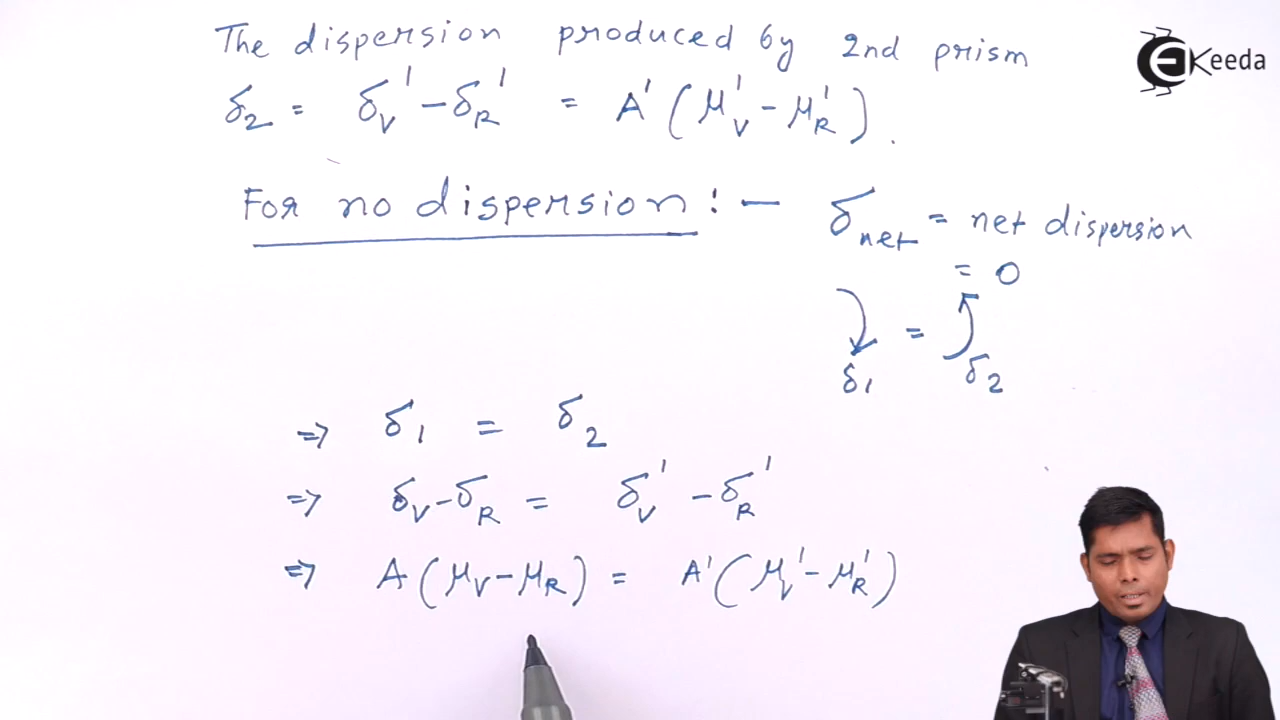 The dispersion produced by 2nd prism
EKeeda
δ2 = δV' - δR' = A' (μV' - μR').
For no dispersion :- δnet = net dispersion
= 0
δ1 = δ2
=> δ1 = δ2
=> δV - δR = δV' - δR'
=> A (μV - μR) = A' (μV' - μR')